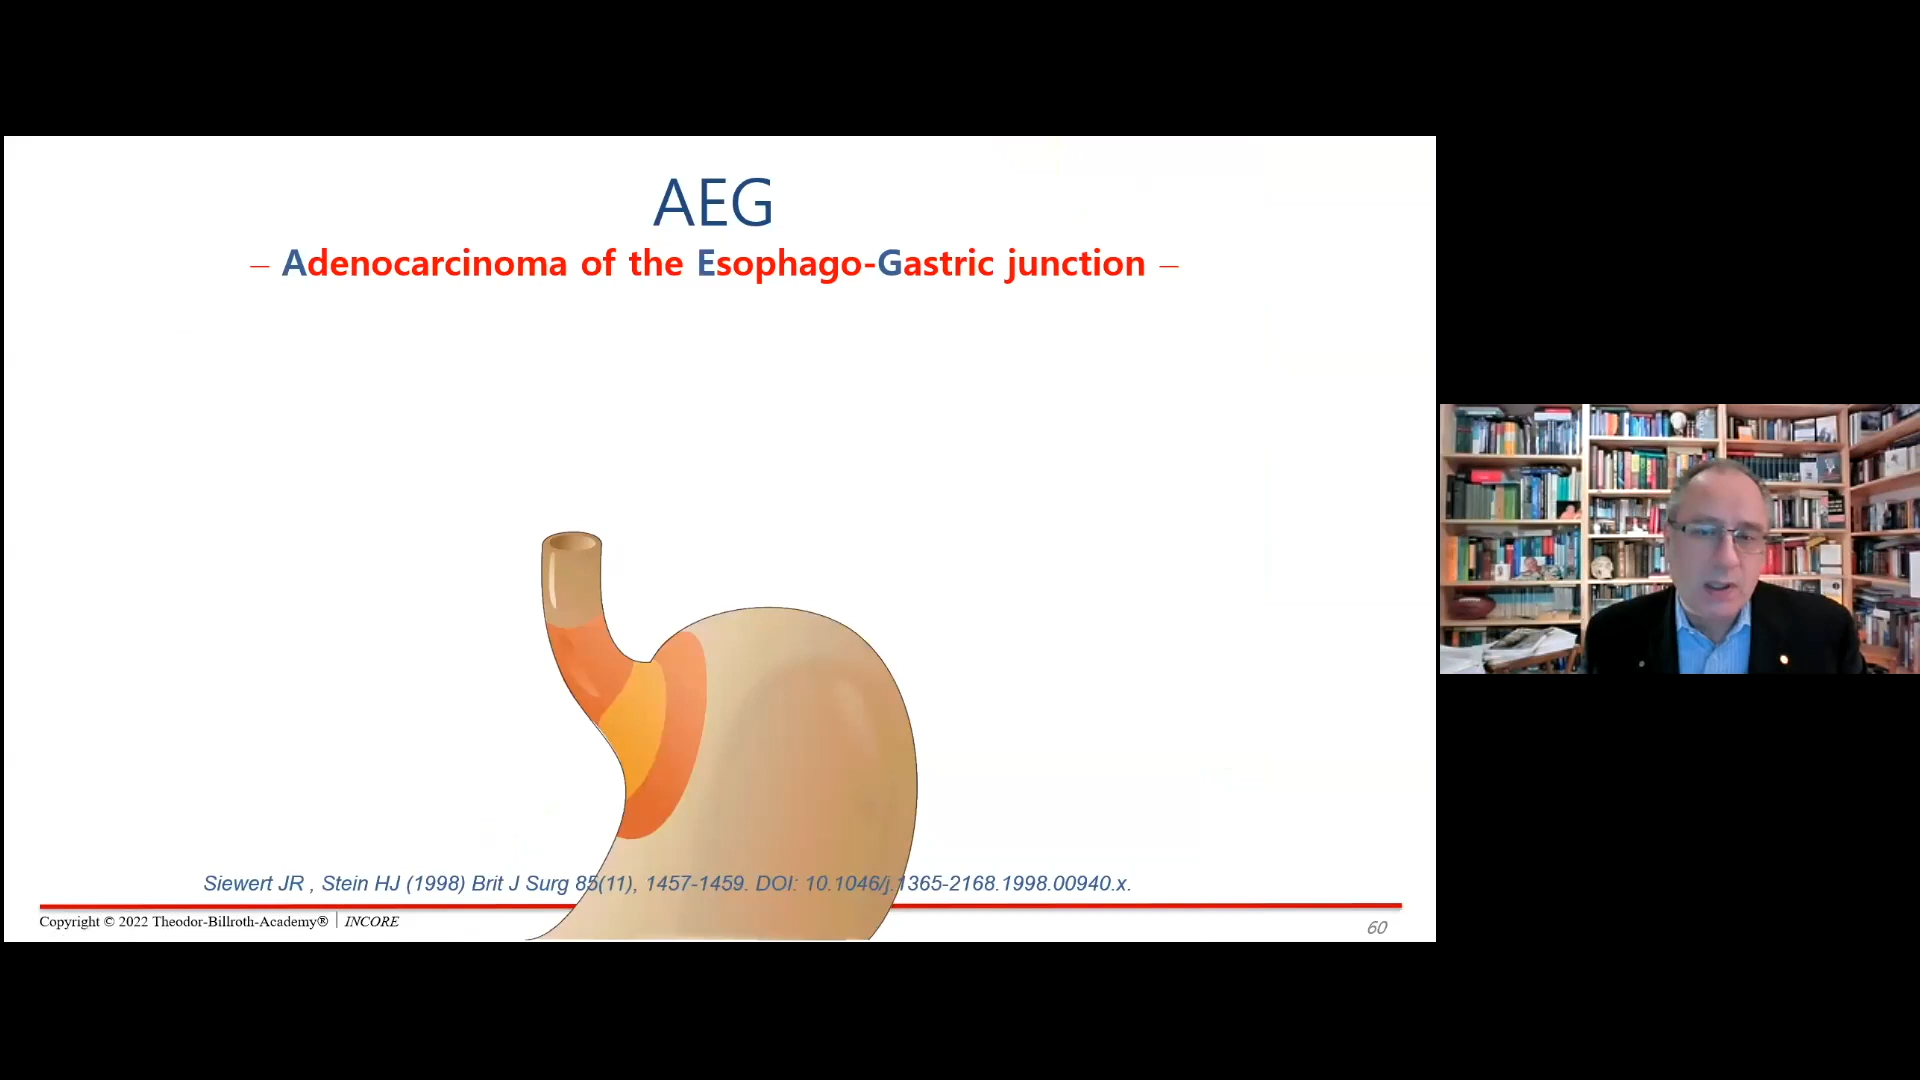 AEG
– Adenocarcinoma of the Esophago-Gastric junction –
Siewert JR , Stein HJ (1998) Brit J Surg 85(11), 1457-1459. DOI: 10.1046/j.1365-2168.1998.00940.x.
Copyright © 2022 Theodor-Billroth-Academy® | INCORE
60